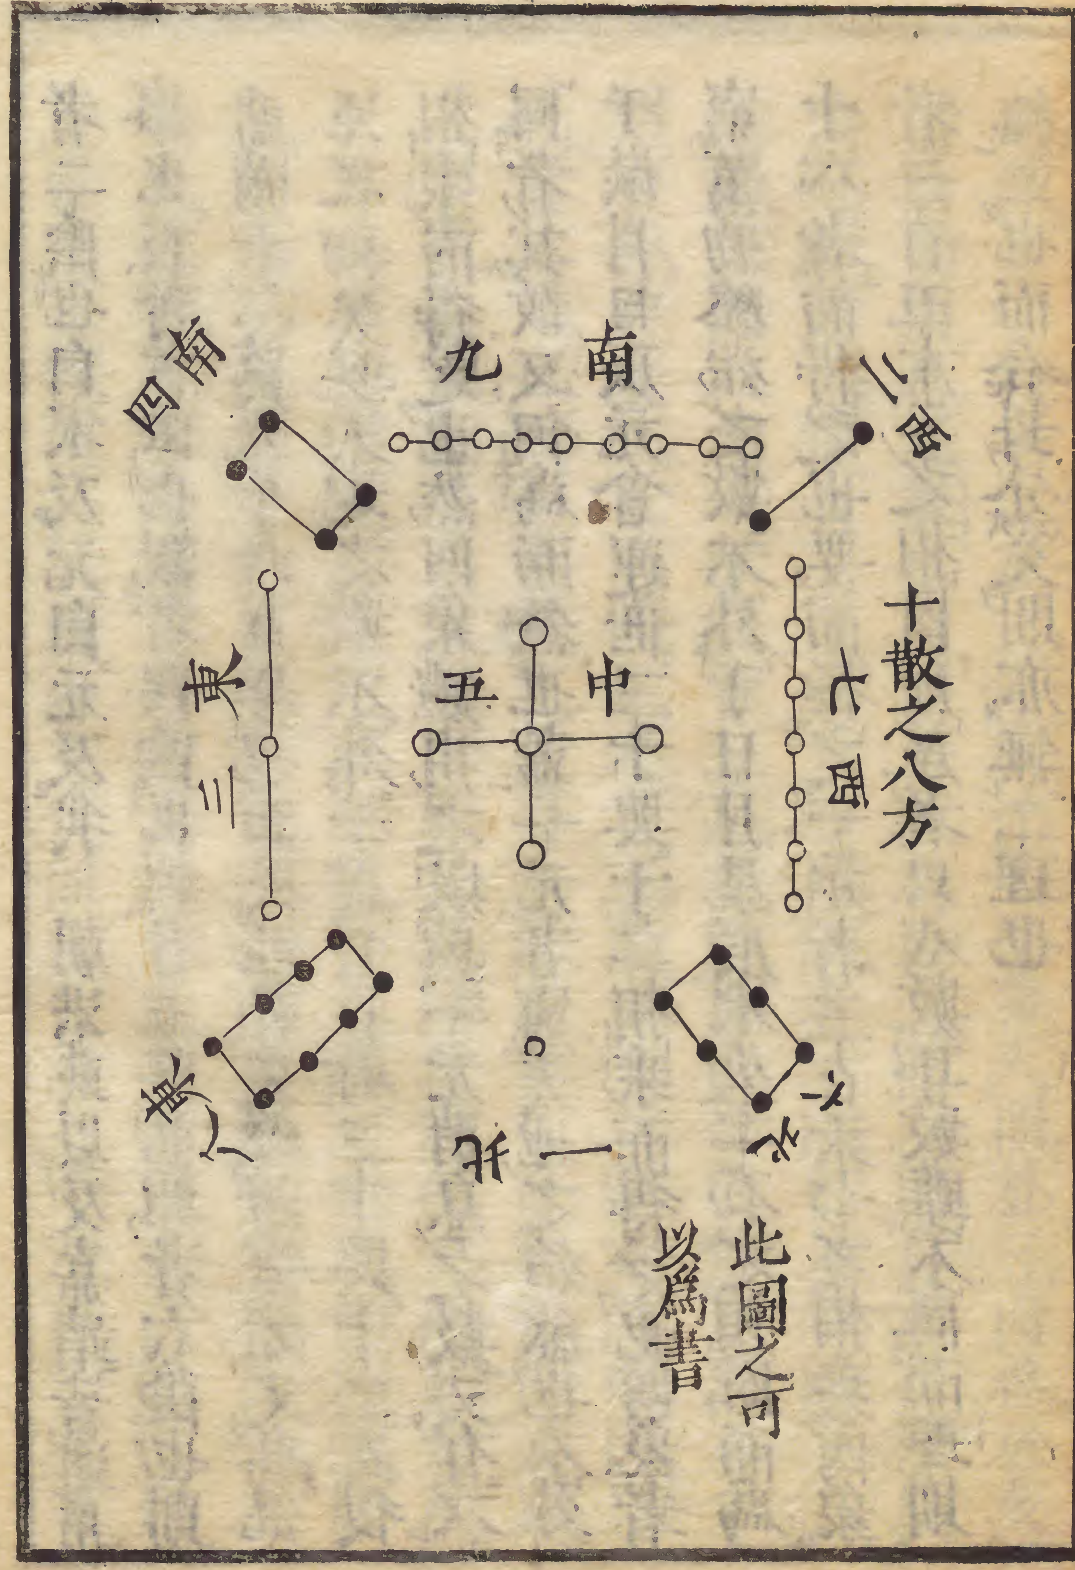 西二
南九
南四
十散之八方
西七
中五
東三
北六
北一
東八
此圖之可
以爲書